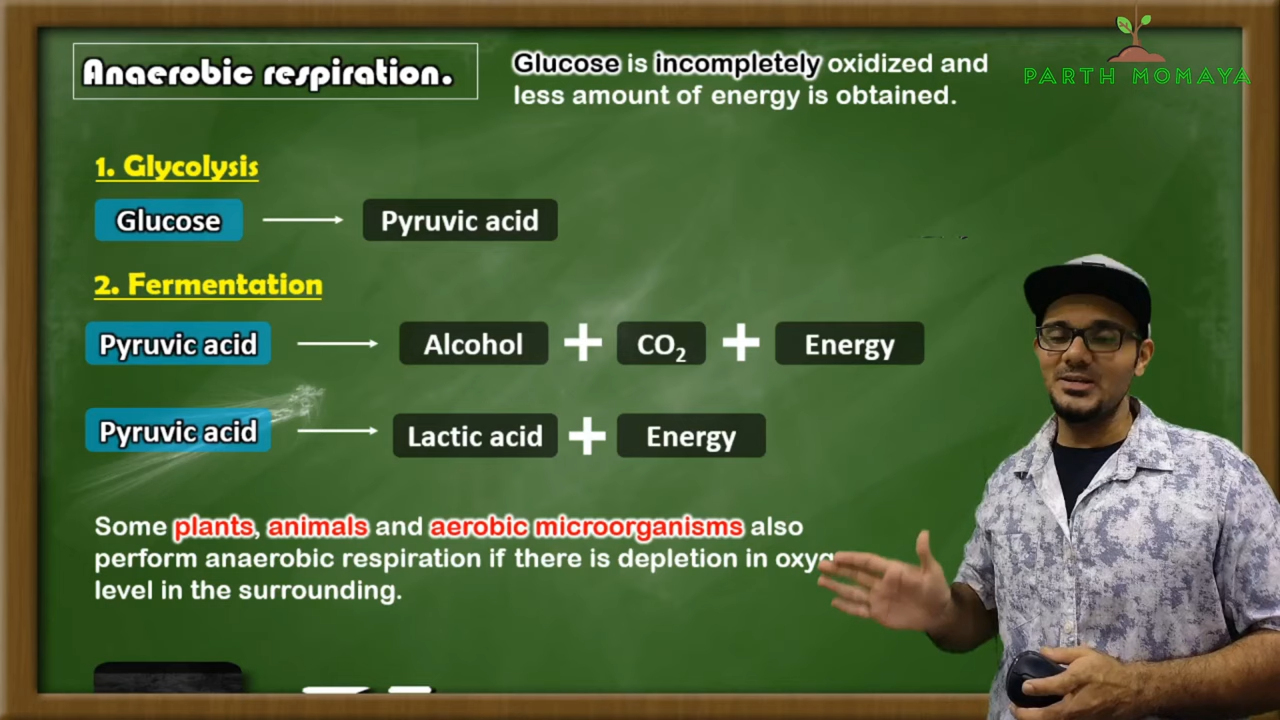 PARTH MOMAYA
Anaerobic respiration.
Glucose is incompletely oxidized and
less amount of energy is obtained.
1. Glycolysis
Glucose → Pyruvic acid
2. Fermentation
Pyruvic acid → Alcohol + CO₂ + Energy
Pyruvic acid → Lactic acid + Energy
Some plants, animals and aerobic microorganisms also
perform anaerobic respiration if there is depletion in
level in the surrounding.